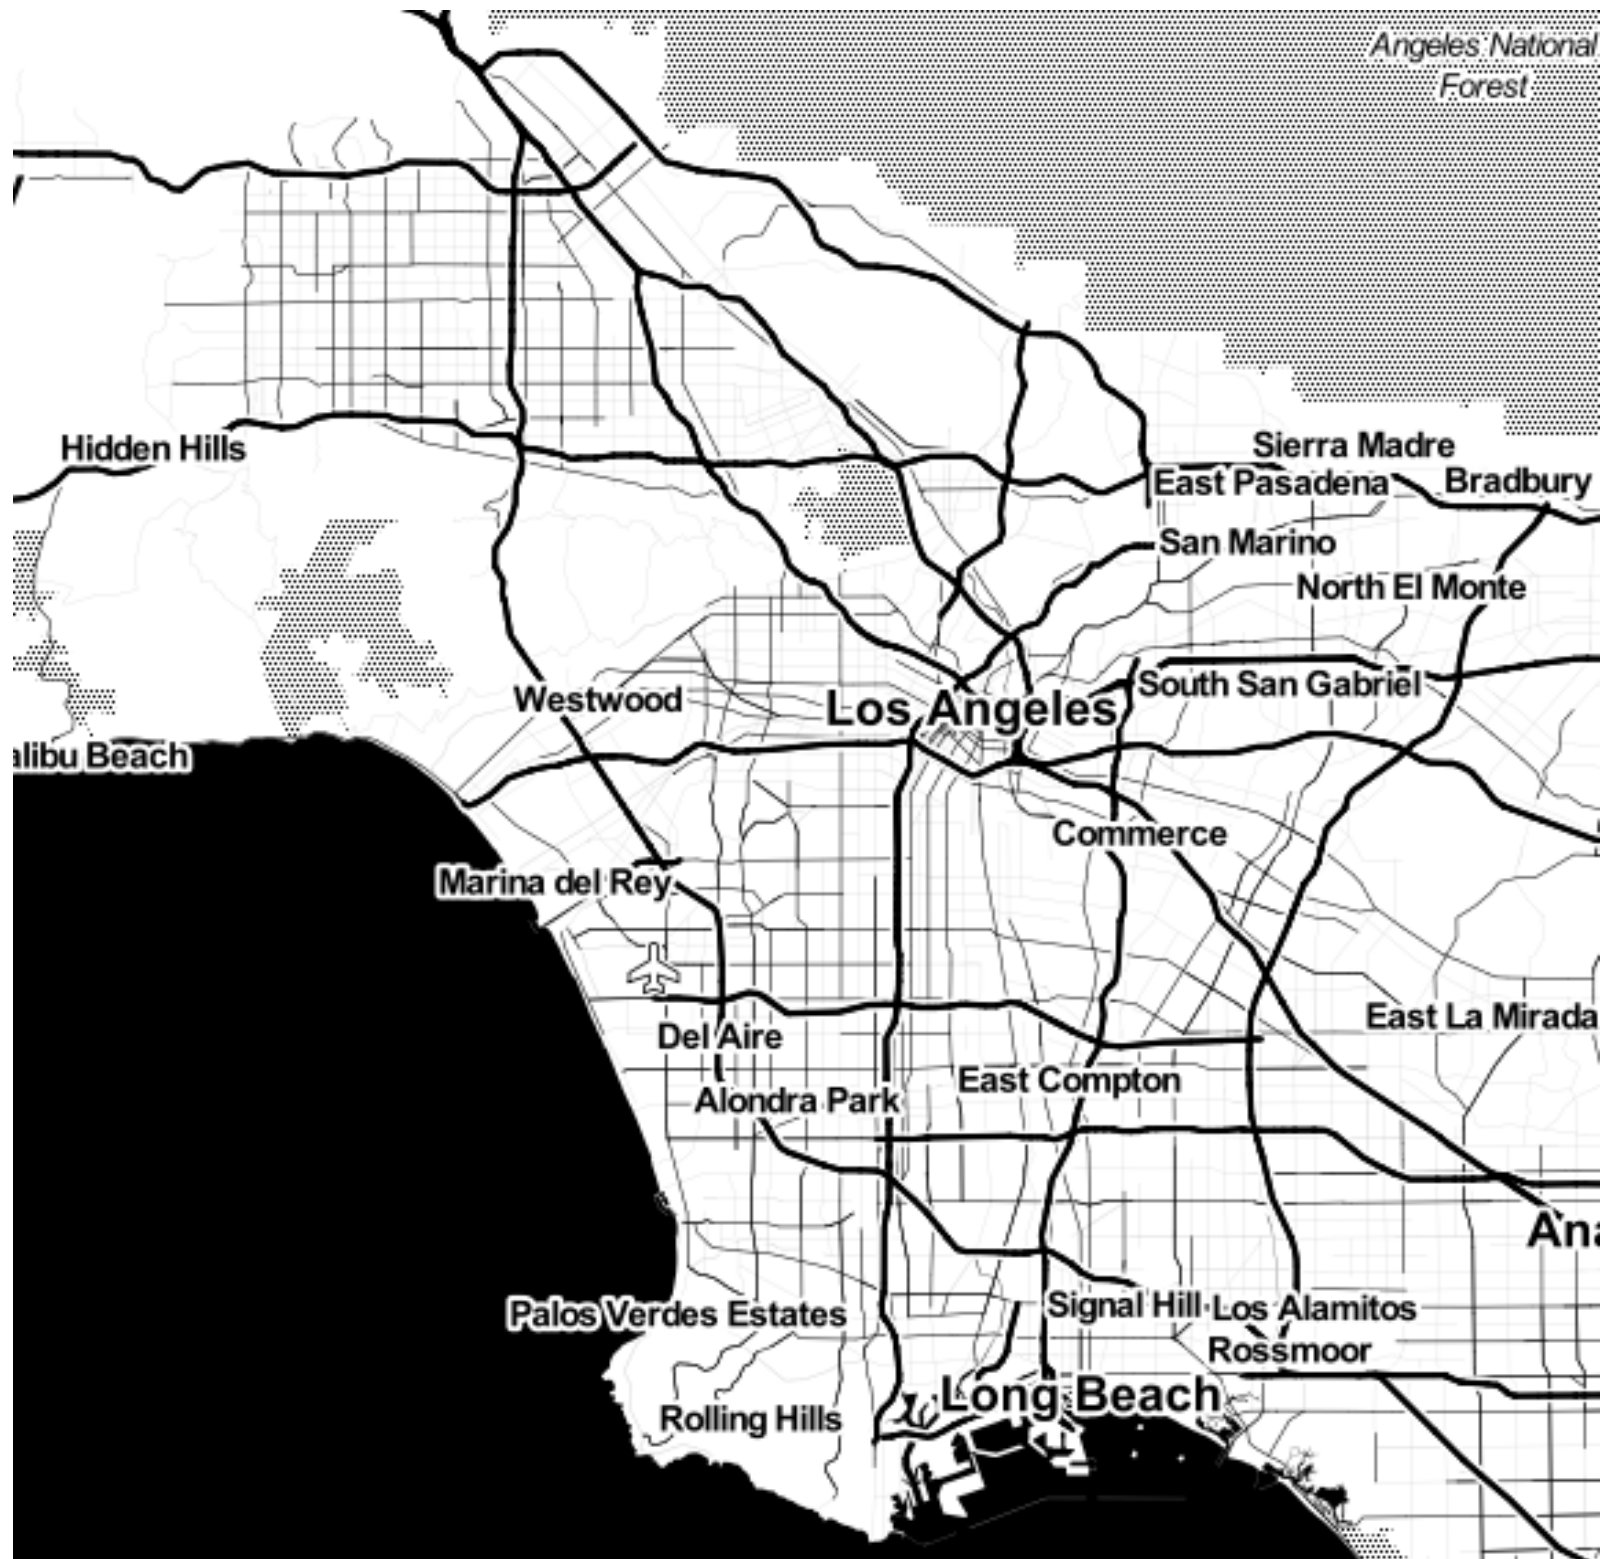 Angeles National
Forest
Hidden Hills
Sierra Madre
East Pasadena
Bradbury
San Marino
North El Monte
Westwood
Los Angeles
South San Gabriel
alibu Beach
Commerce
Marina del Rey
East La Mirada
Del Aire
East Compton
Alondra Park
Ana
Palos Verdes Estates
Signal Hill
Los Alamitos
Rossmoor
Long Beach
Rolling Hills